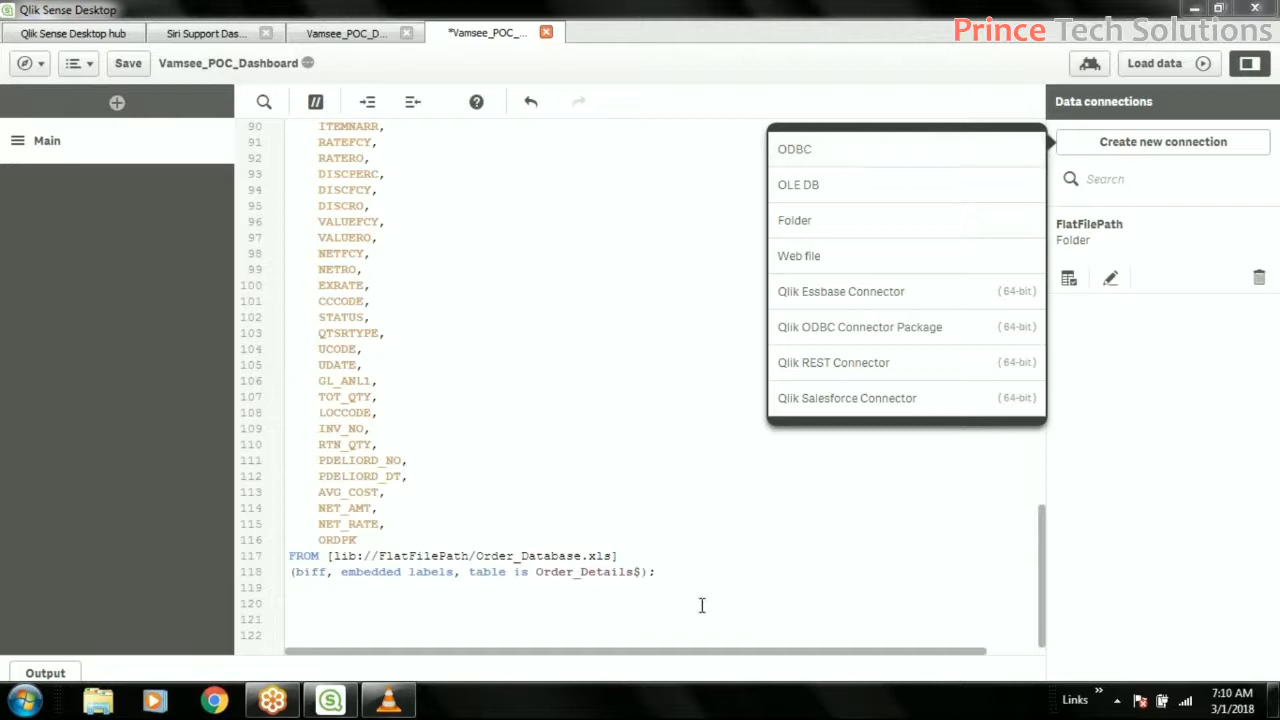 Qlik Sense Desktop
Prince Tech Solutions
Qlik Sense Desktop hub
Siri Support Das...
Vamsee_POC_D...
*Vamsee_POC_...
Save
Vamsee_POC_Dashboard
Load data
Main
Data connections
Create new connection
Search
FlatFilePath
Folder
ODBC
OLE DB
Folder
Web file
Qlik Essbase Connector (64-bit)
Qlik ODBC Connector Package (64-bit)
Qlik REST Connector (64-bit)
Qlik Salesforce Connector (64-bit)
90 ITEMNARR,
91 RATEFCY,
92 RATERO,
93 DISCPERC,
94 DISCFCY,
95 DISCRO,
96 VALUEFCY,
97 VALUERO,
98 NETFCY,
99 NETRO,
100 EXRATE,
101 CCCODE,
102 STATUS,
103 QTSRTYPE,
104 UCODE,
105 UDATE,
106 GL_ANL1,
107 TOT_QTY,
108 LOCCODE,
109 INV_NO,
110 RTN_QTY,
111 PDELIORD_NO,
112 PDELIORD_DT,
113 AVG_COST,
114 NET_AMT,
115 NET_RATE,
116 ORDPK
117 FROM [lib://FlatFilePath/Order_Database.xls]
118 (biff, embedded labels, table is Order_Details$);
119
120
121
122
Output
Links
7:10 AM
3/1/2018